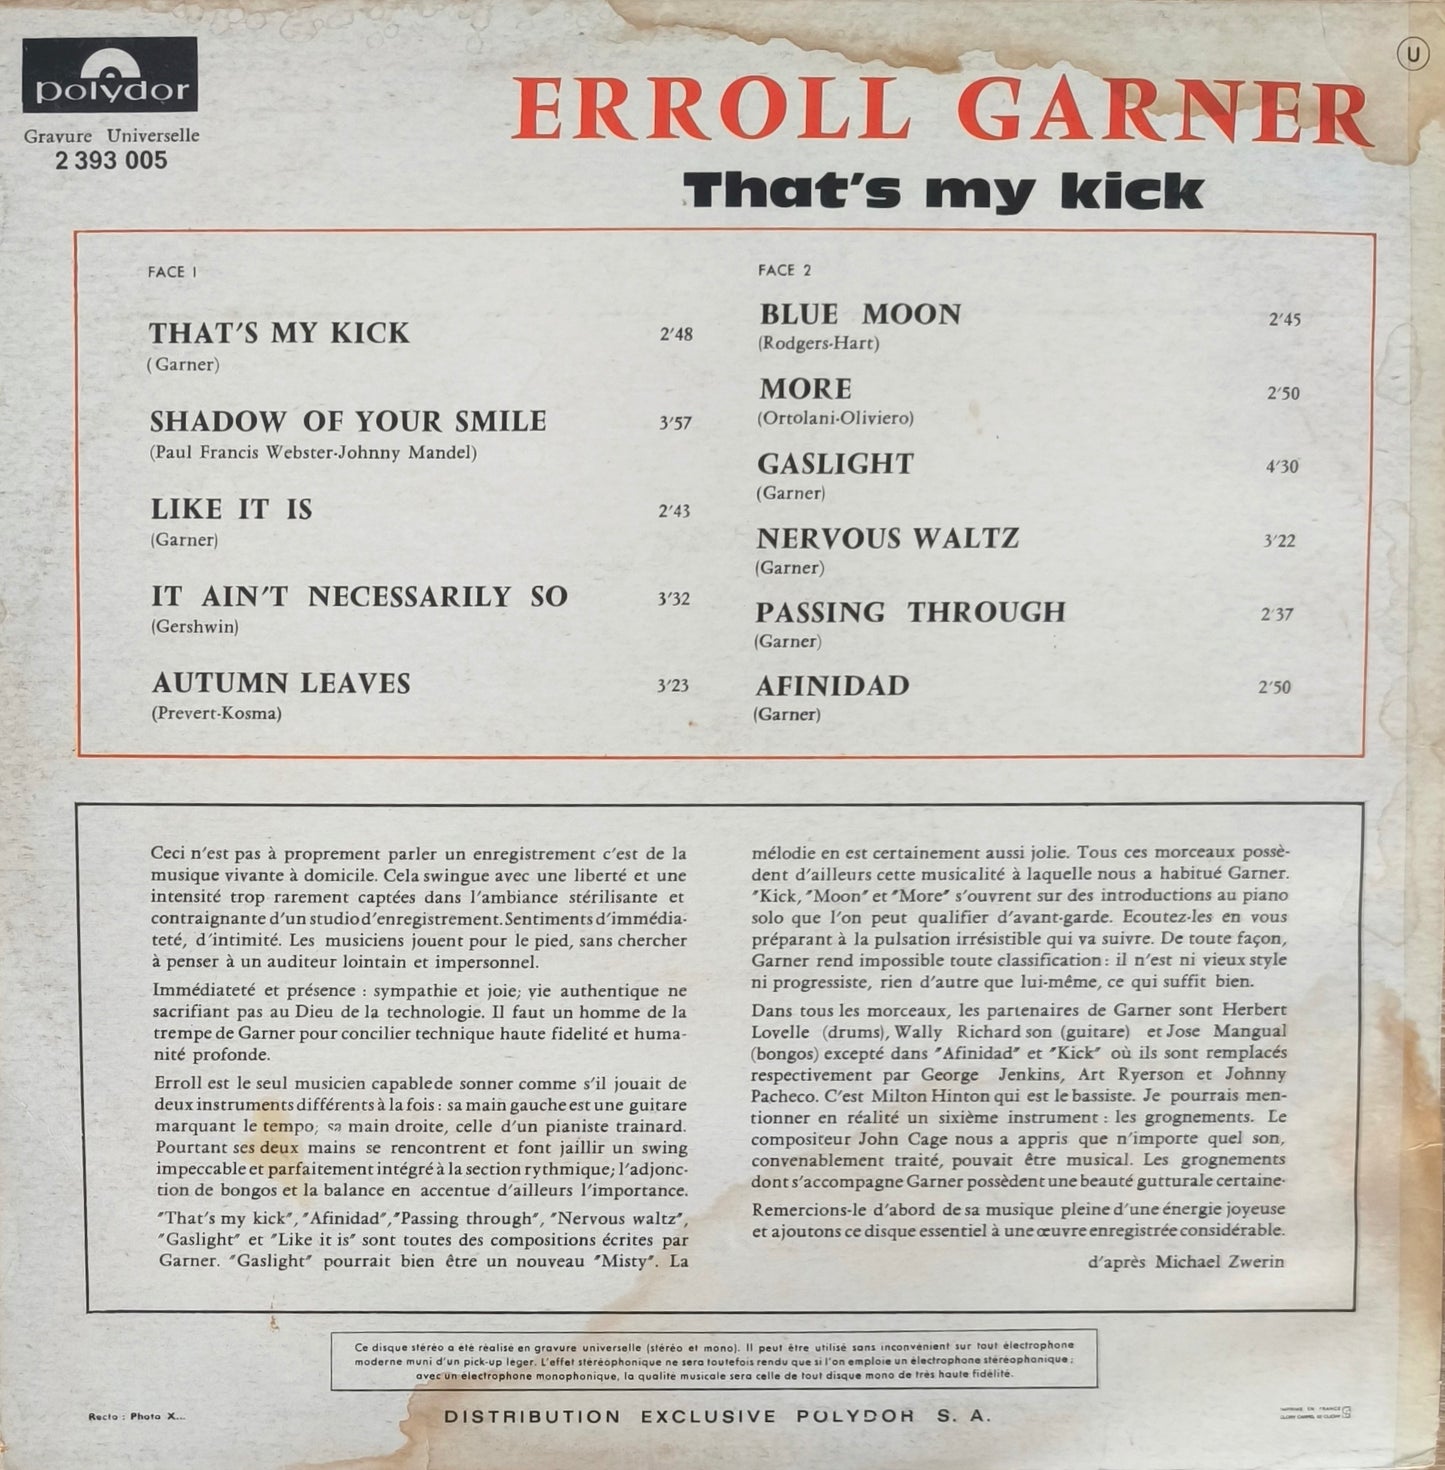 polydor
Gravure Universelle
2 393 005
U
ERROLL GARNER
That's my kick
FACE 1
THAT'S MY KICK 2'48
(Garner)
SHADOW OF YOUR SMILE 3'57
(Paul Francis Webster-Johnny Mandel)
LIKE IT IS 2'43
(Garner)
IT AIN'T NECESSARILY SO 3'32
(Gershwin)
AUTUMN LEAVES 3'23
(Prevert-Kosma)
FACE 2
BLUE MOON 2'45
(Rodgers-Hart)
MORE 2'50
(Ortolani-Oliviero)
GASLIGHT 4'30
(Garner)
NERVOUS WALTZ 3'22
(Garner)
PASSING THROUGH 2'37
(Garner)
AFINIDAD 2'50
(Garner)
Ceci n'est pas à proprement parler un enregistrement c'est de la
musique vivante à domicile. Cela swingue avec une liberté et une
intensité trop rarement captées dans l'ambiance stérilisante et
contraignante d'un studio d'enregistrement. Sentiments d'immédia-
teté, d'intimité. Les musiciens jouent pour le pied, sans chercher
à penser à un auditeur lointain et impersonnel.
Immédiateté et présence : sympathie et joie; vie authentique ne
sacrifiant pas au Dieu de la technologie. Il faut un homme de la
trempe de Garner pour concilier technique haute fidelité et huma-
nité profonde.
Erroll est le seul musicien capable de sonner comme s'il jouait de
deux instruments différents à la fois : sa main gauche est une guitare
marquant le tempo, sa main droite, celle d'un pianiste trainard.
Pourtant ses deux mains se rencontrent et font jaillir un swing
impeccable et parfaitement intégré à la section rythmique; l'adjonc-
tion de bongos et la balance en accentue d'ailleurs l'importance.
"That's my kick", "Afinidad", "Passing through", "Nervous waltz",
"Gaslight" et "Like it is" sont toutes des compositions écrites par
Garner. "Gaslight" pourrait bien être un nouveau "Misty". La
mélodie en est certainement aussi jolie. Tous ces morceaux possè-
dent d'ailleurs cette musicalité à laquelle nous a habitué Garner.
"Kick, "Moon" et "More" s'ouvrent sur des introductions au piano
solo que l'on peut qualifier d'avant-garde. Ecoutez-les en vous
préparant à la pulsation irrésistible qui va suivre. De toute façon,
Garner rend impossible toute classification : il n'est ni vieux style
ni progressiste, rien d'autre que lui-même, ce qui suffit bien.
Dans tous les morceaux, les partenaires de Garner sont Herbert
Lovelle (drums), Wally Richard son (guitare) et Jose Mangual
(bongos) excepté dans "Afinidad" et "Kick" où ils sont remplacés
respectivement par George Jenkins, Art Ryerson et Johnny
Pacheco. C'est Milton Hinton qui est le bassiste. Je pourrais men-
tionner en réalité un sixième instrument : les grognements. Le
compositeur John Cage nous a appris que n'importe quel son,
convenablement traité, pouvait être musical. Les grognements
dont s'accompagne Garner possèdent une beauté gutturale certaine.
Remercions-le d'abord de sa musique pleine d'une énergie joyeuse
et ajoutons ce disque essentiel à une œuvre enregistrée considérable.
d'après Michael Zwerin
Ce disque stéréo a été réalisé en gravure universelle (stéréo et mono). Il peut être utilisé sans inconvénient sur tout électrophone
moderne muni d'un pick-up léger. L'effet stéréophonique ne sera toutefois rendu que si l'on emploie un électrophone stéréophonique ;
avec un électrophone monophonique, la qualité musicale sera celle de tout disque mono de très haute fidélité.
Recto : Photo X...
DISTRIBUTION EXCLUSIVE POLYDOR S. A.
IMPRIMÉ EN FRANCE